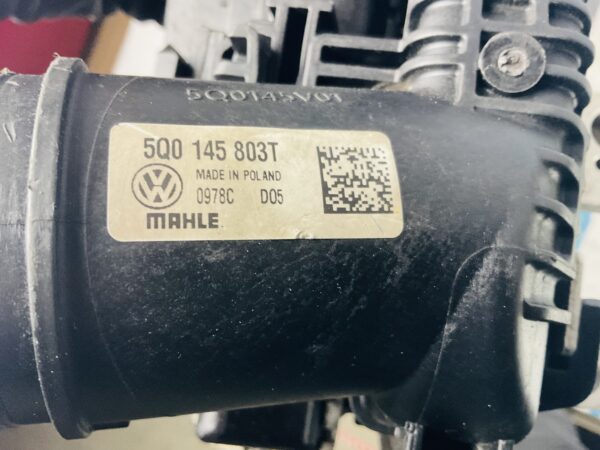 5Q0145V01
5Q0 145 803T
MADE IN POLAND
0978C D05
MAHLE